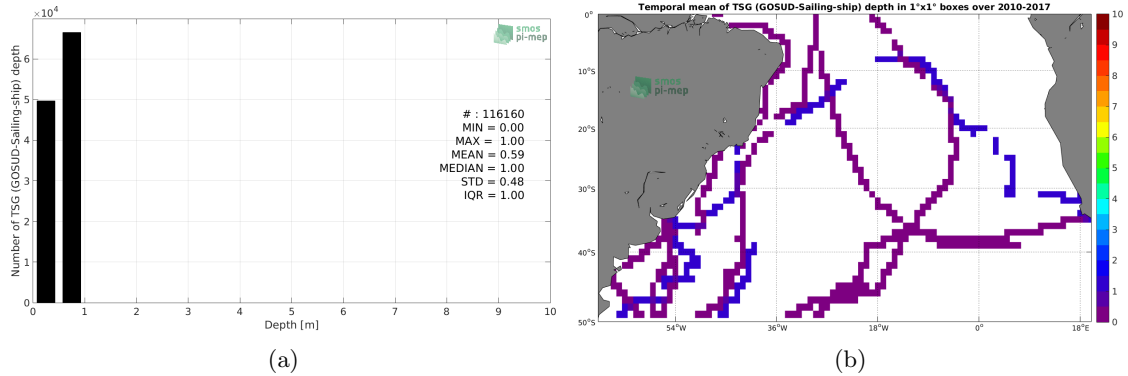 ×10⁴
6
5
4
3
2
1
0
Number of TSG (GOSUD-Sailing-ship) depth
smos
pi-mep
# : 116160
MIN = 0.00
MAX = 1.00
MEAN = 0.59
MEDIAN = 1.00
STD = 0.48
IQR = 1.00
0 1 2 3 4 5 6 7 8 9 10
Depth [m]
(a)
Temporal mean of TSG (GOSUD-Sailing-ship) depth in 1°x1° boxes over 2010-2017
0°
10°S
20°S
30°S
40°S
50°S
smos
pi-mep
54°W 36°W 18°W 0° 18°E
10
9
8
7
6
5
4
3
2
1
0
(b)